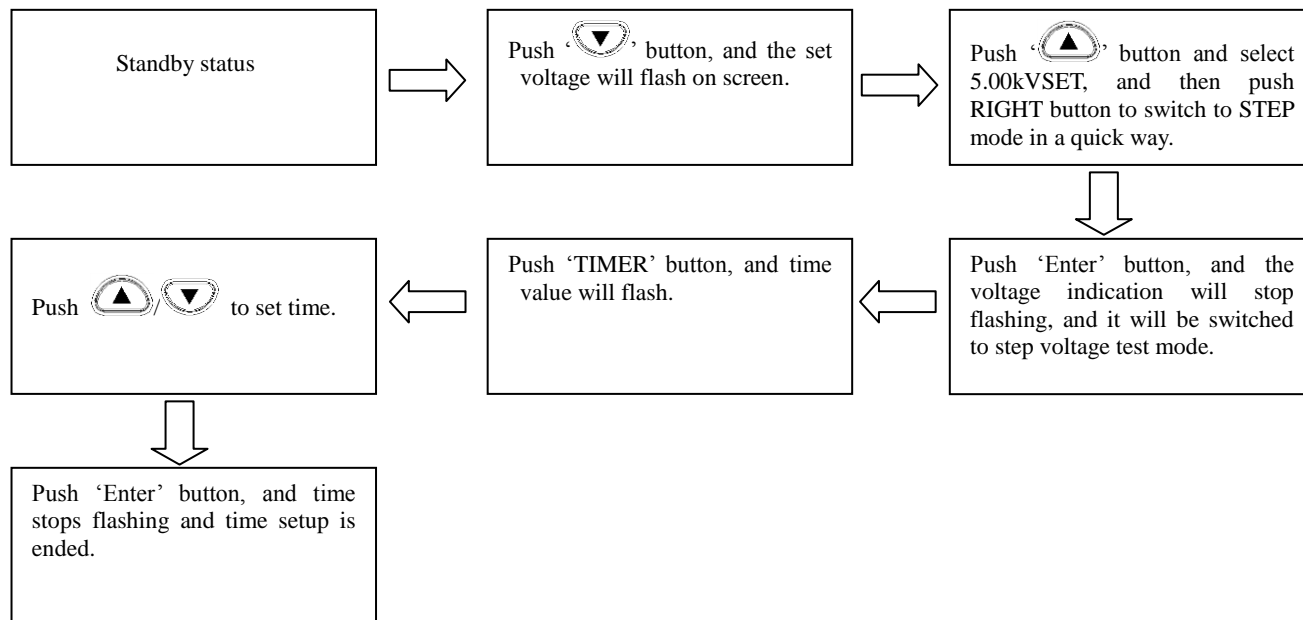 Standby status
Push ‘▼’ button, and the set
voltage will flash on screen.
Push ‘▲’ button and select
5.00kVSET, and then push
RIGHT button to switch to STEP
mode in a quick way.
Push ‘Enter’ button, and the
voltage indication will stop
flashing, and it will be switched
to step voltage test mode.
Push ‘TIMER’ button, and time
value will flash.
Push ▲/▼ to set time.
Push ‘Enter’ button, and time
stops flashing and time setup is
ended.